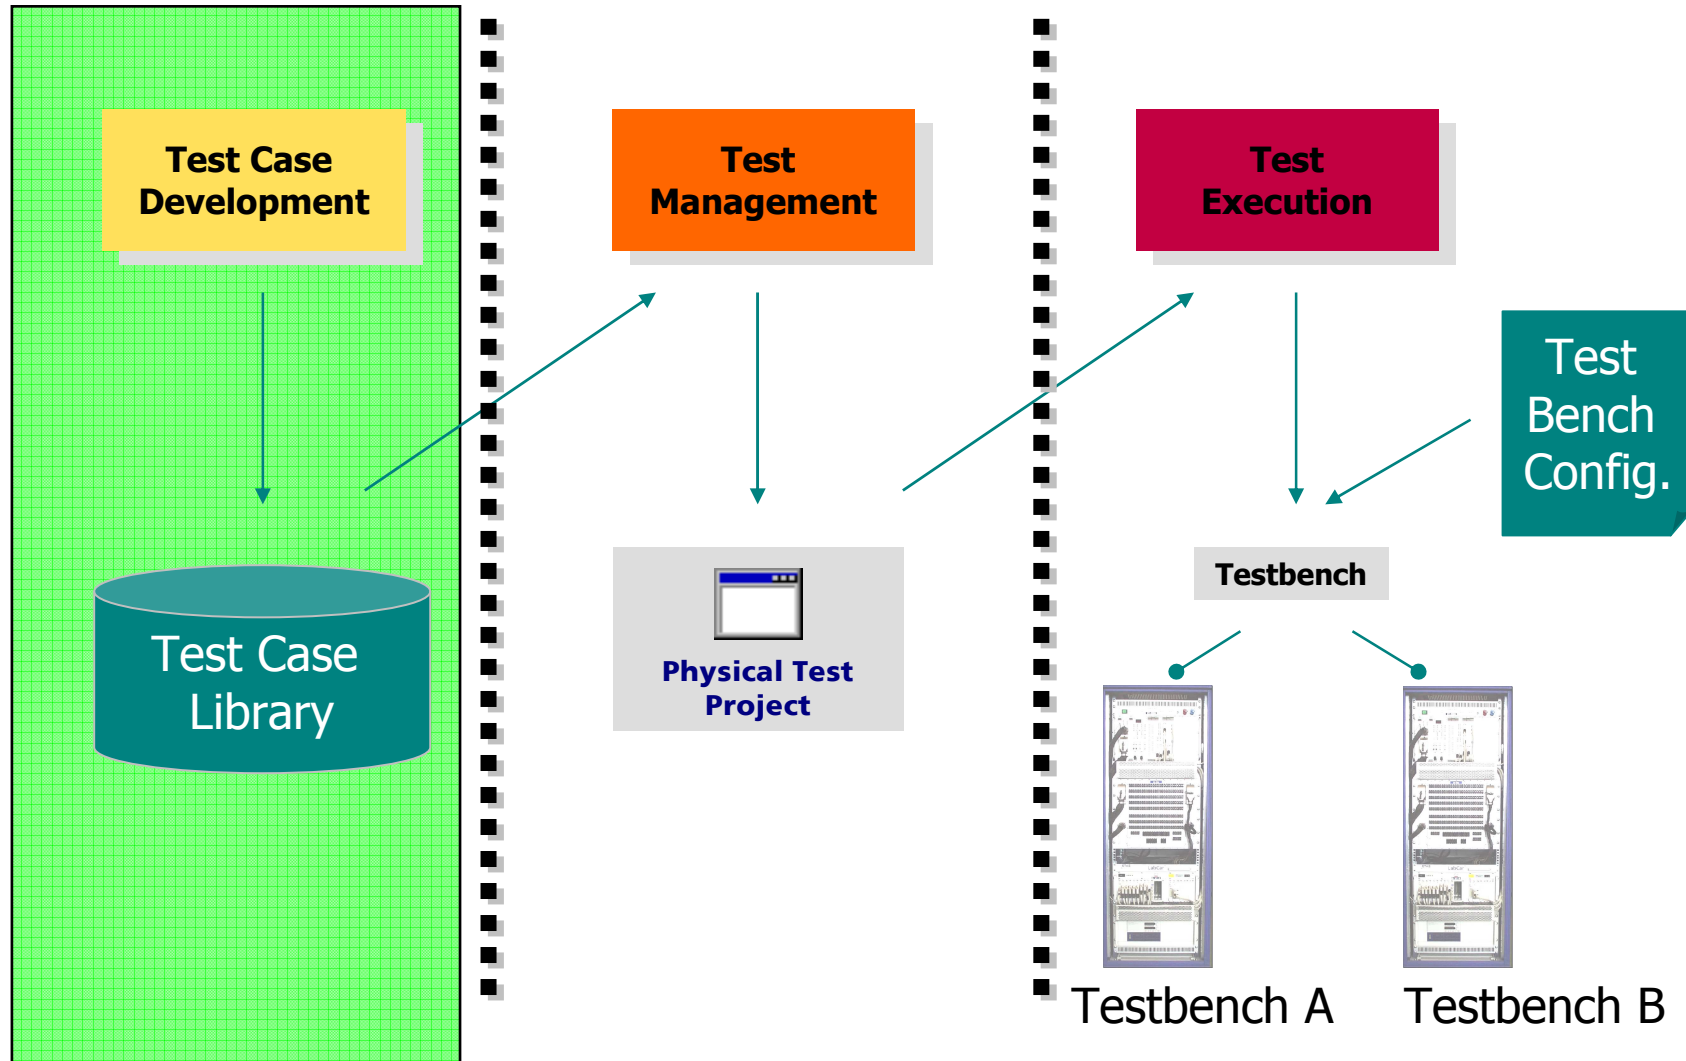 Test Case
Development
Test
Management
Test
Execution
Test
Bench
Config.
Testbench
Test Case
Library
Physical Test
Project
Testbench A
Testbench B